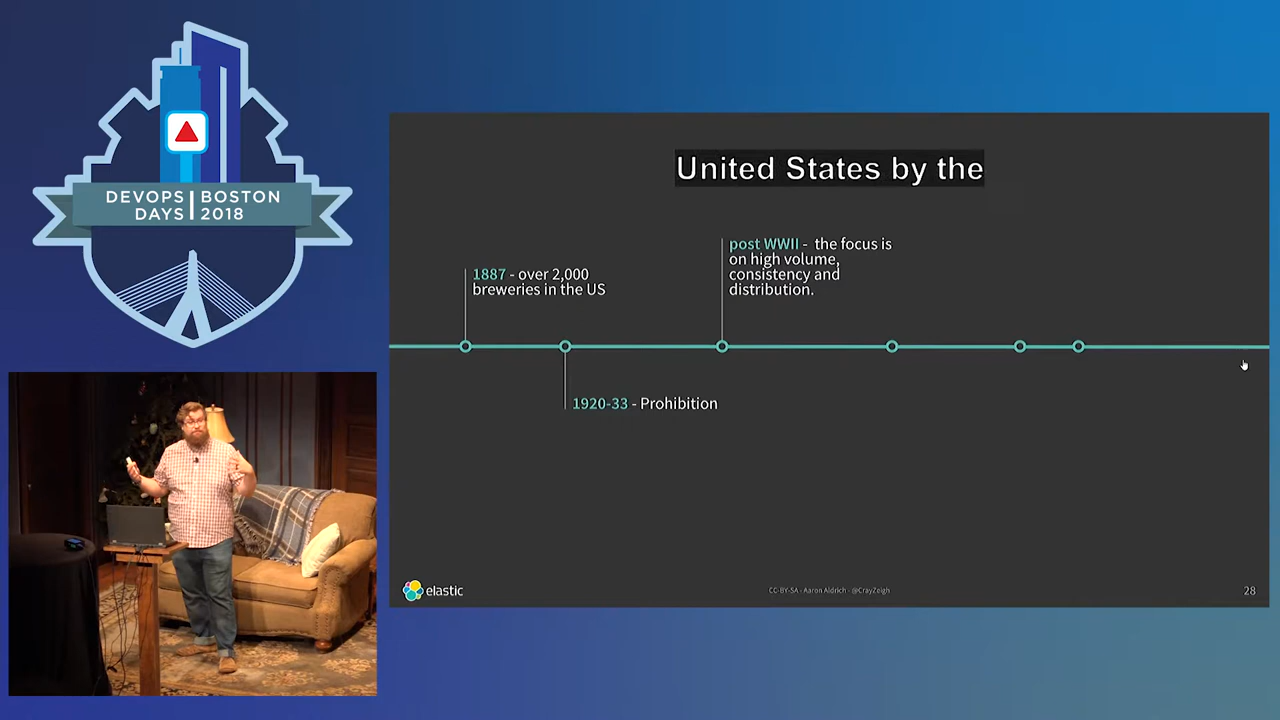 DEVOPS BOSTON
DAYS 2018
United States by the
post WWII - the focus is
on high volume,
consistency and
distribution.
1887 - over 2,000
breweries in the US
1920-33 - Prohibition
elastic
CC-BY-SA - Aaron Aldrich - @CrayZeigh
28